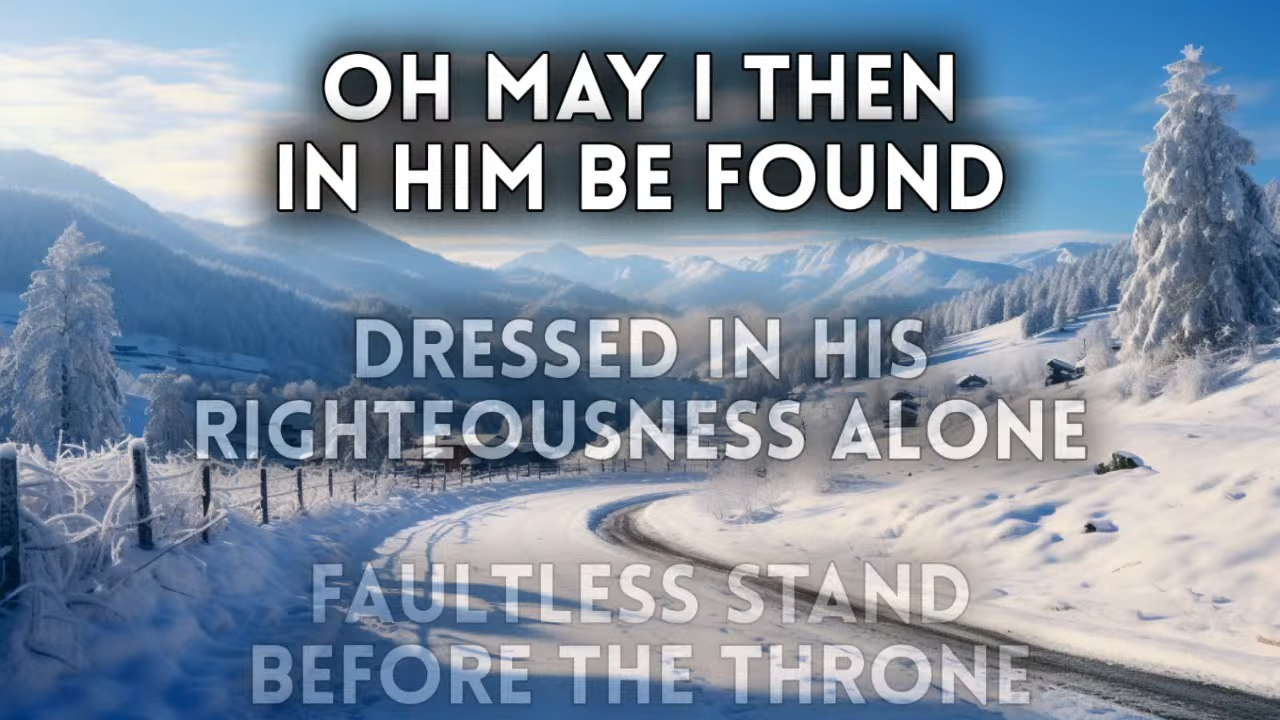 OH MAY I THEN
IN HIM BE FOUND
DRESSED IN HIS
RIGHTEOUSNESS ALONE
FAULTLESS STAND
BEFORE THE THRONE